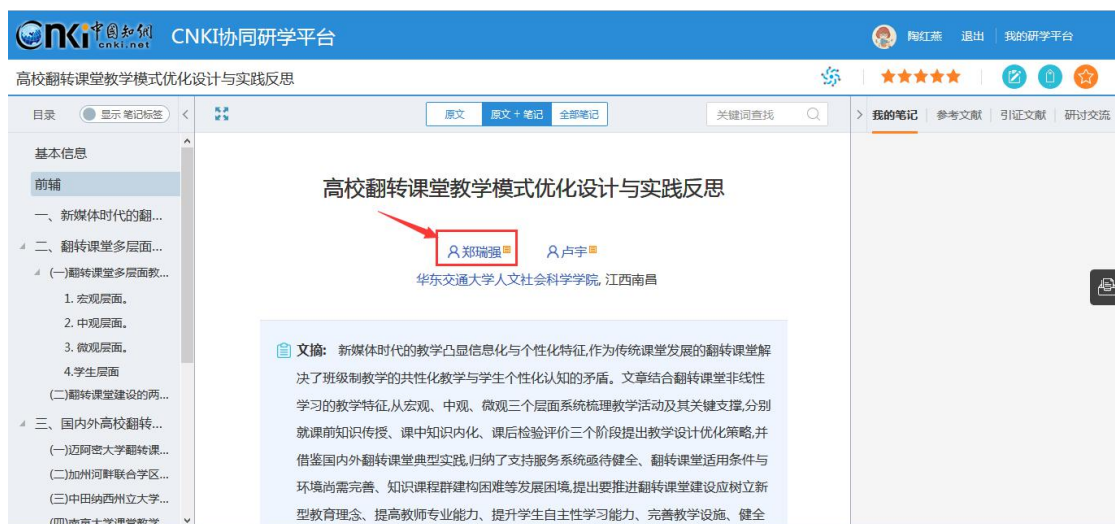 Cnki中国知网
cnki.net
CNKI协同研学平台
陶红燕 退出 我的研学平台
高校翻转课堂教学模式优化设计与实践反思
目录 显示 笔记标签
原文 原文+笔记 全部笔记
关键词查找
我的笔记 参考文献 引证文献 研讨交流
基本信息
前辅
一、新媒体时代的翻...
二、翻转课堂多层面...
(一)翻转课堂多层面教...
1. 宏观层面。
2. 中观层面。
3. 微观层面。
4.学生层面
(二)翻转课堂建设的两...
三、国内外高校翻转...
(一)迈阿密大学翻转课...
(二)加州河畔联合学区...
(三)中田纳西州立大学...
(四)南京大学课堂教学...
高校翻转课堂教学模式优化设计与实践反思
郑瑞强 卢宇
华东交通大学人文社会科学学院, 江西南昌
文摘: 新媒体时代的教学凸显信息化与个性化特征,作为传统课堂发展的翻转课堂解
决了班级制教学的共性化教学与学生个性化认知的矛盾。文章结合翻转课堂非线性
学习的教学特征,从宏观、中观、微观三个层面系统梳理教学活动及其关键支撑,分别
就课前知识传授、课中知识内化、课后检验评价三个阶段提出教学设计优化策略,并
借鉴国内外翻转课堂典型实践,归纳了支持服务系统亟待健全、翻转课堂适用条件与
环境尚需完善、知识课程群建构困难等发展困境,提出要推进翻转课堂建设应树立新
型教育理念、提高教师专业能力、提升学生自主性学习能力、完善教学设施、健全